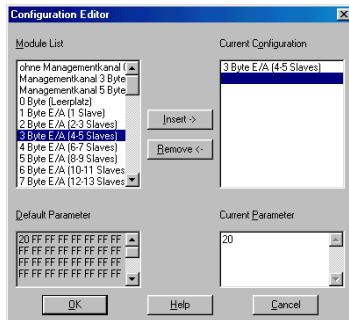 Configuration Editor
Module List
Current Configuration
ohne Managementkanal (
Managementkanal 3 Byte
Managementkanal 5 Byte
0 Byte (Leerplatz)
1 Byte E/A (1 Slave)
2 Byte E/A (2-3 Slaves)
3 Byte E/A (4-5 Slaves)
4 Byte E/A (6-7 Slaves)
5 Byte E/A (8-9 Slaves)
6 Byte E/A (10-11 Slaves
7 Byte E/A (12-13 Slaves
3 Byte E/A (4-5 Slaves)
Insert ->
Remove <-
Default Parameter
Current Parameter
20 FF FF FF FF FF FF FF
FF FF FF FF FF FF FF FF
FF FF FF FF FF FF FF FF
FF FF FF FF FF FF FF FF
20
OK
Help
Cancel